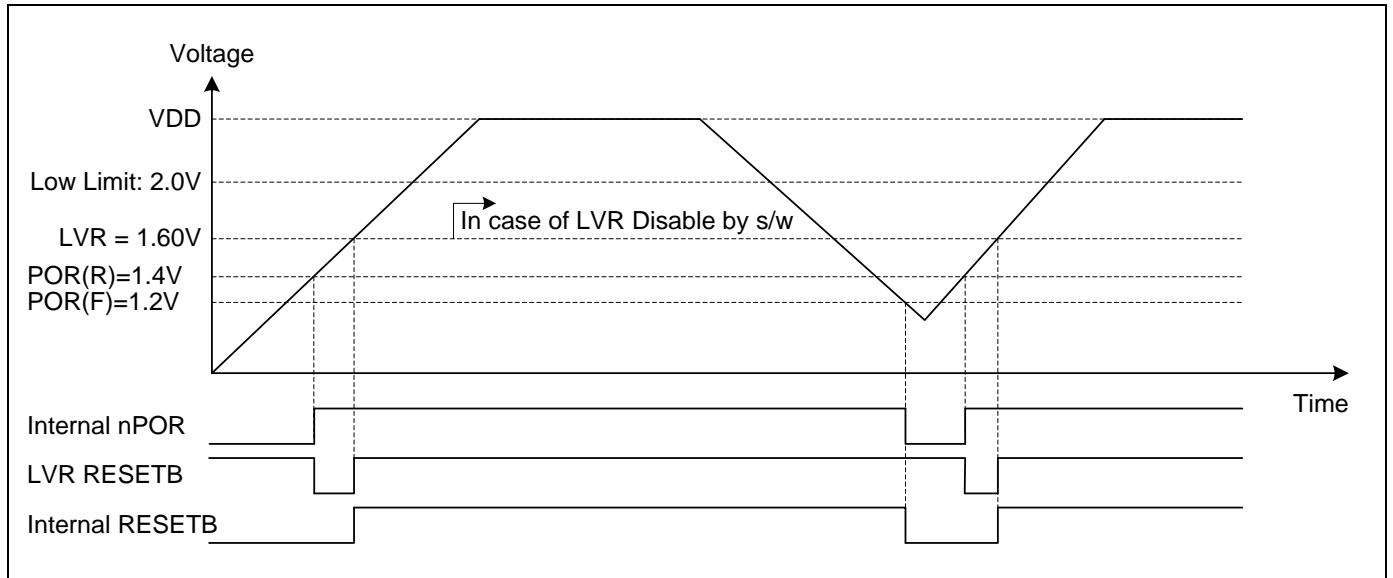 Voltage
VDD
Low Limit: 2.0V
In case of LVR Disable by s/w
LVR = 1.60V
POR(R)=1.4V
POR(F)=1.2V
Time
Internal nPOR
LVR RESETB
Internal RESETB